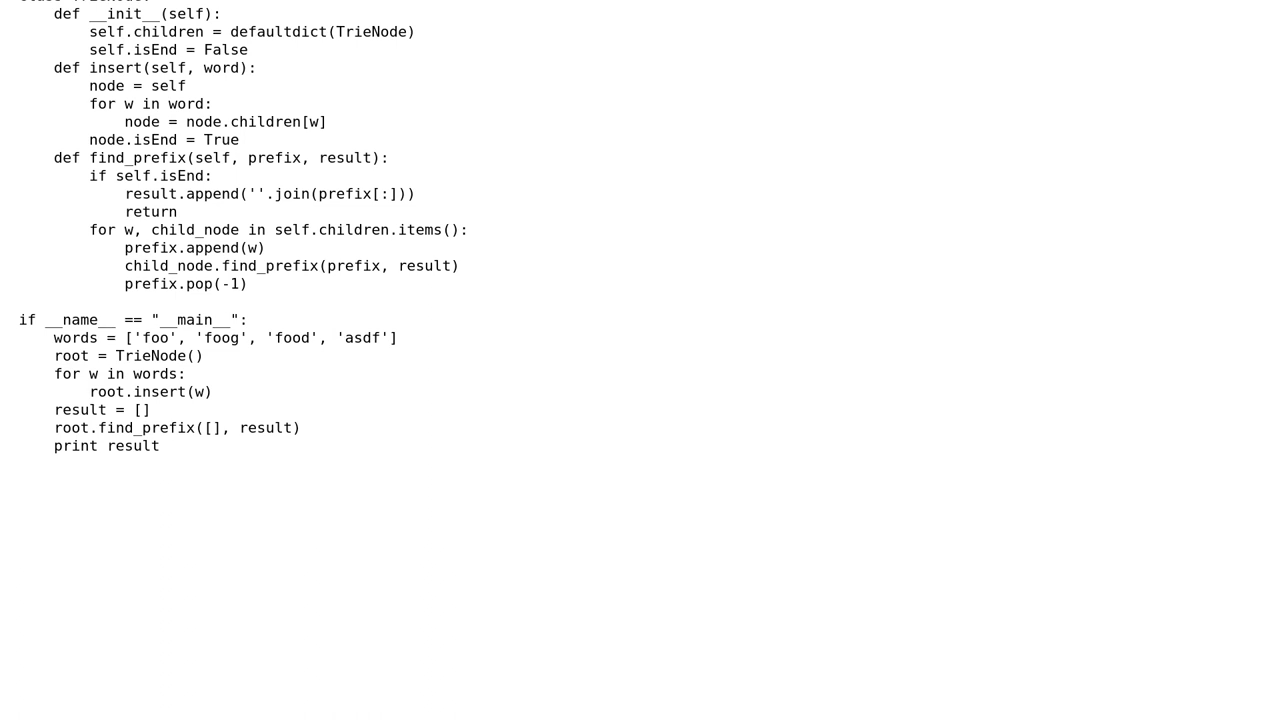 class TrieNode:
    def __init__(self):
        self.children = defaultdict(TrieNode)
        self.isEnd = False
    def insert(self, word):
        node = self
        for w in word:
            node = node.children[w]
        node.isEnd = True
    def find_prefix(self, prefix, result):
        if self.isEnd:
            result.append(''.join(prefix[:]))
            return
        for w, child_node in self.children.items():
            prefix.append(w)
            child_node.find_prefix(prefix, result)
            prefix.pop(-1)

if __name__ == "__main__":
    words = ['foo', 'foog', 'food', 'asdf']
    root = TrieNode()
    for w in words:
        root.insert(w)
    result = []
    root.find_prefix([], result)
    print result